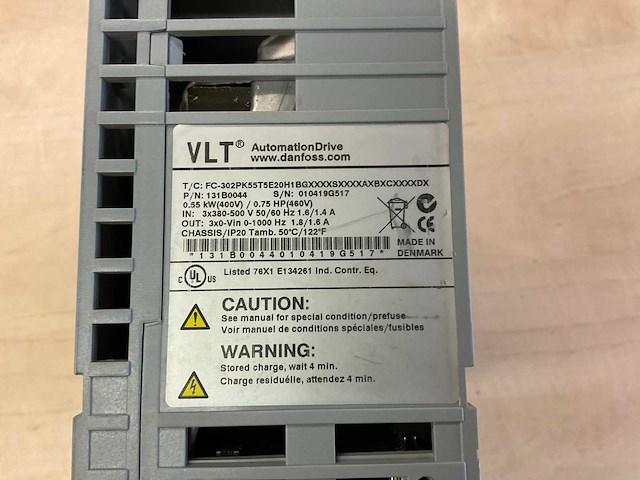 VLT® AutomationDrive
www.danfoss.com
T/C: FC-302PK55T5E20H1BGXXXXSXXXXAXBXCXXXXDX
P/N: 131B0044 S/N: 010419G517
0.55 kW(400V) / 0.75 HP(460V)
IN: 3x380-500 V 50/60 Hz 1.6/1.4 A
OUT: 3x0-Vin 0-1000 Hz 1.8/1.6 A
CHASSIS/IP20 Tamb. 50°C/122°F
*131B0044010419G517*
MADE IN
DENMARK
c UL US Listed 76X1 E134261 Ind. Contr. Eq.
CAUTION:
See manual for special condition/prefuse
Voir manuel de conditions spéciales/fusibles
WARNING:
Stored charge, wait 4 min.
Charge residuélle, attendez 4 min.